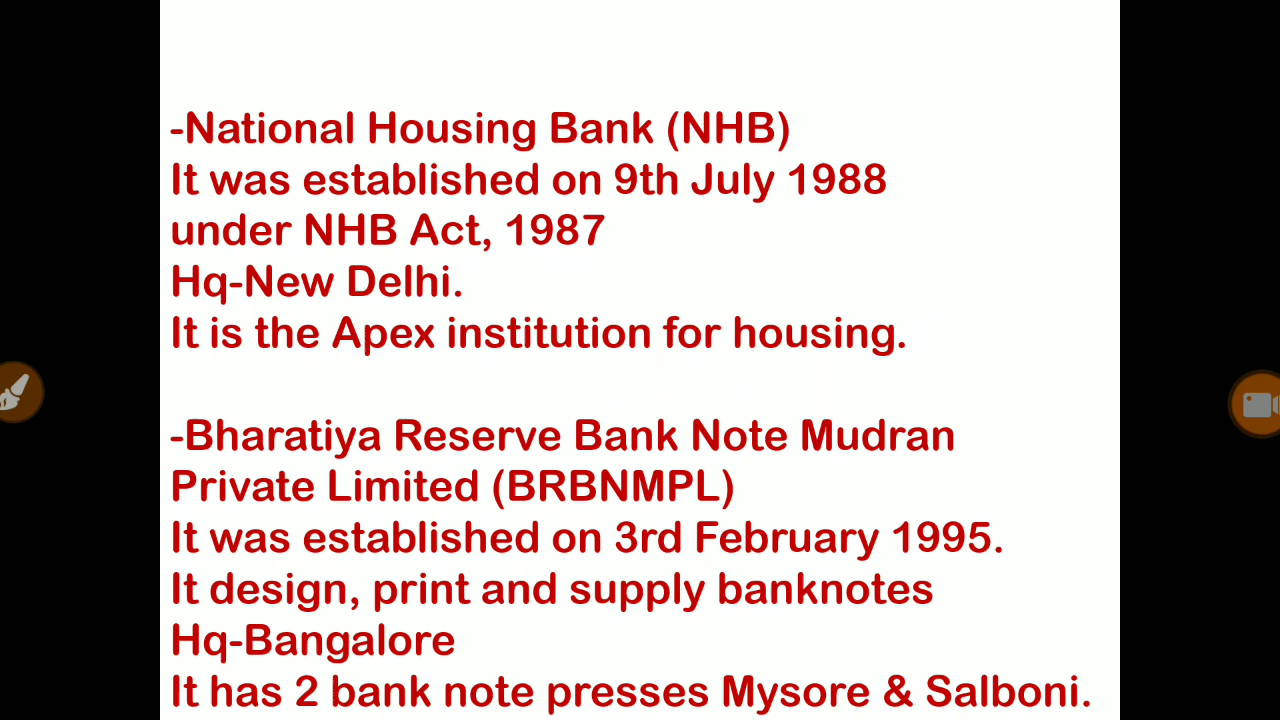 -National Housing Bank (NHB)
It was established on 9th July 1988
under NHB Act, 1987
Hq-New Delhi.
It is the Apex institution for housing.
-Bharatiya Reserve Bank Note Mudran
Private Limited (BRBNMPL)
It was established on 3rd February 1995.
It design, print and supply banknotes
Hq-Bangalore
It has 2 bank note presses Mysore & Salboni.